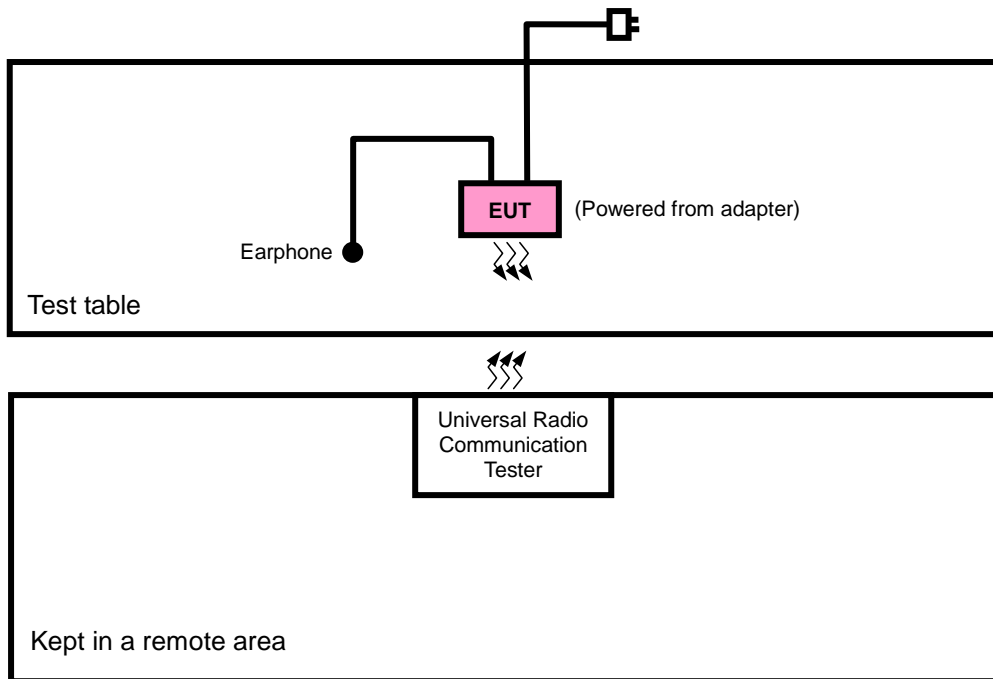 EUT
(Powered from adapter)
Earphone
Test table
Universal Radio
Communication
Tester
Kept in a remote area